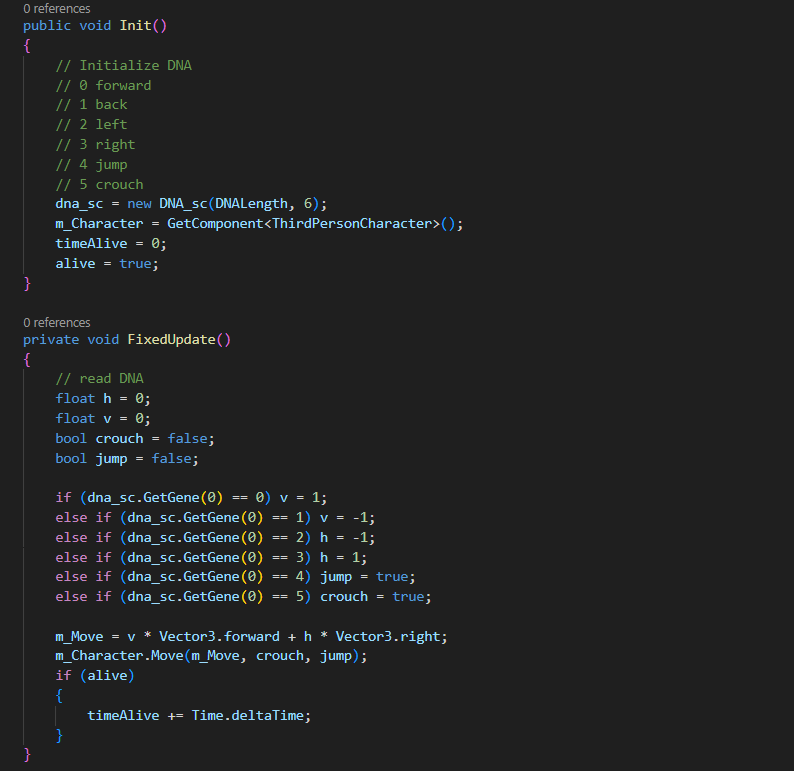 0 references
public void Init()
{
    // Initialize DNA
    // 0 forward
    // 1 back
    // 2 left
    // 3 right
    // 4 jump
    // 5 crouch
    dna_sc = new DNA_sc(DNALength, 6);
    m_Character = GetComponent<ThirdPersonCharacter>();
    timeAlive = 0;
    alive = true;
}
0 references
private void FixedUpdate()
{
    // read DNA
    float h = 0;
    float v = 0;
    bool crouch = false;
    bool jump = false;
    if (dna_sc.GetGene(0) == 0) v = 1;
    else if (dna_sc.GetGene(0) == 1) v = -1;
    else if (dna_sc.GetGene(0) == 2) h = -1;
    else if (dna_sc.GetGene(0) == 3) h = 1;
    else if (dna_sc.GetGene(0) == 4) jump = true;
    else if (dna_sc.GetGene(0) == 5) crouch = true;
    m_Move = v * Vector3.forward + h * Vector3.right;
    m_Character.Move(m_Move, crouch, jump);
    if (alive)
    {
        timeAlive += Time.deltaTime;
    }
}